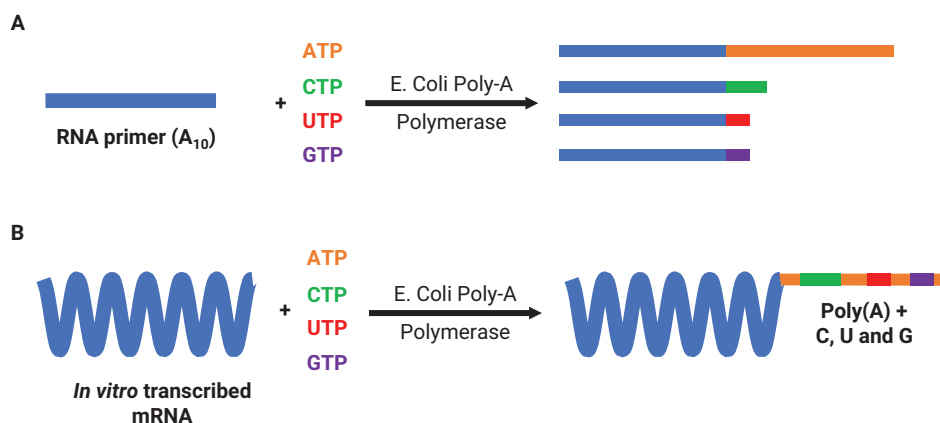 A
ATP
CTP
UTP
GTP
+
E. Coli Poly-A
Polymerase
RNA primer (A₁₀)
B
ATP
CTP
UTP
GTP
+
E. Coli Poly-A
Polymerase
Poly(A) +
C, U and G
In vitro transcribed
mRNA